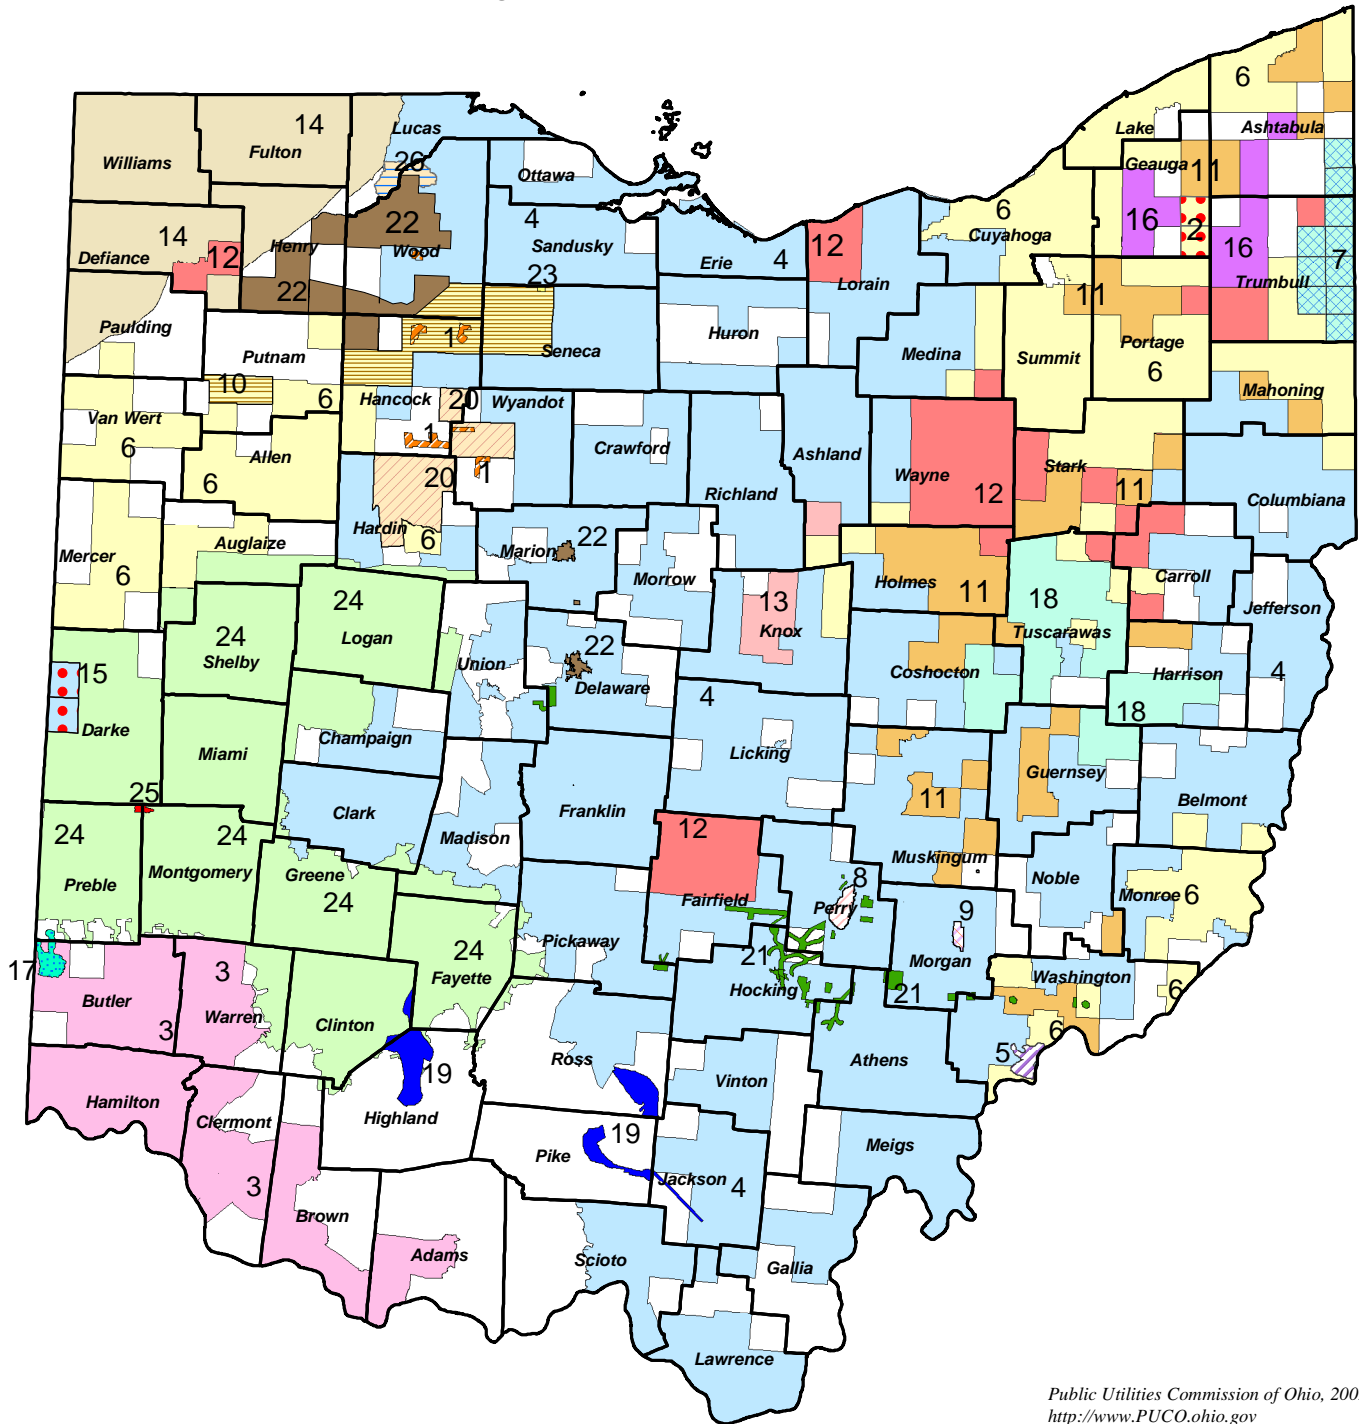 6
14
Lucas
Lake
Ashtabula
Williams
Fulton
26
Ottawa
Geauga
11
22
4
16
2
14
12
Henry
Wood
Sandusky
6
Cuyahoga
16
7
Defiance
Erie
4
12
Lorain
Trumbull
22
23
11
Paulding
Putnam
1
Seneca
Huron
Medina
Summit
Portage
6
10
6
Hancock
20
Wyandot
Mahoning
Van Wert
6
Allen
1
Crawford
Ashland
Wayne
Stark
6
20
1
Richland
12
11
Columbiana
Mercer
6
Auglaize
Hardin
6
Marion
22
Morrow
Holmes
11
18
Carroll
Jefferson
24
Logan
13
Knox
Tuscarawas
24
Shelby
Union
22
Delaware
Coshocton
Harrison
4
15
Darke
4
18
Miami
Champaign
Licking
Guernsey
25
Clark
Franklin
11
Belmont
24
24
Madison
12
Muskingum
Preble
Montgomery
Greene
24
Fairfield
8
Perry
Noble
Monroe
6
9
17
3
24
Fayette
Pickaway
21
Hocking
Morgan
21
Washington
6
Butler
3
Warren
Clinton
6
5
Ross
Athens
Hamilton
19
Vinton
Clermont
Highland
Pike
19
Meigs
3
Jackson
4
Brown
Adams
Scioto
Gallia
Lawrence
Public Utilities Commission of Ohio, 200
http://www.PUCO.ohio.gov